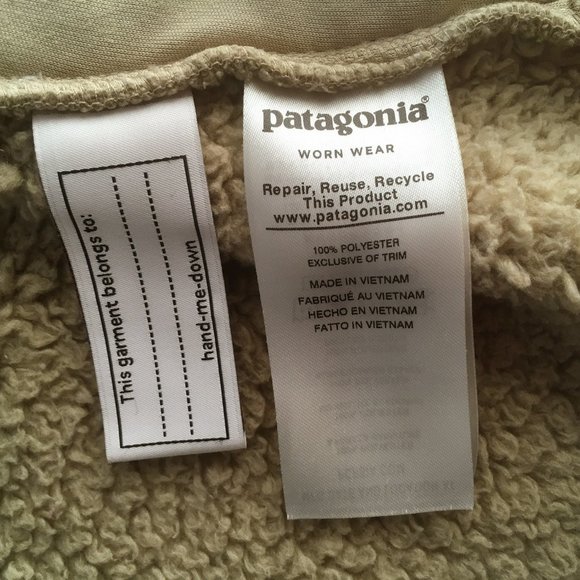 This garment belongs to:
hand-me-down
patagonia®
WORN WEAR
Repair, Reuse, Recycle
This Product
www.patagonia.com
100% POLYESTER
EXCLUSIVE OF TRIM
MADE IN VIETNAM
FABRIQUÉ AU VIETNAM
HECHO EN VIETNAM
FATTO IN VIETNAM